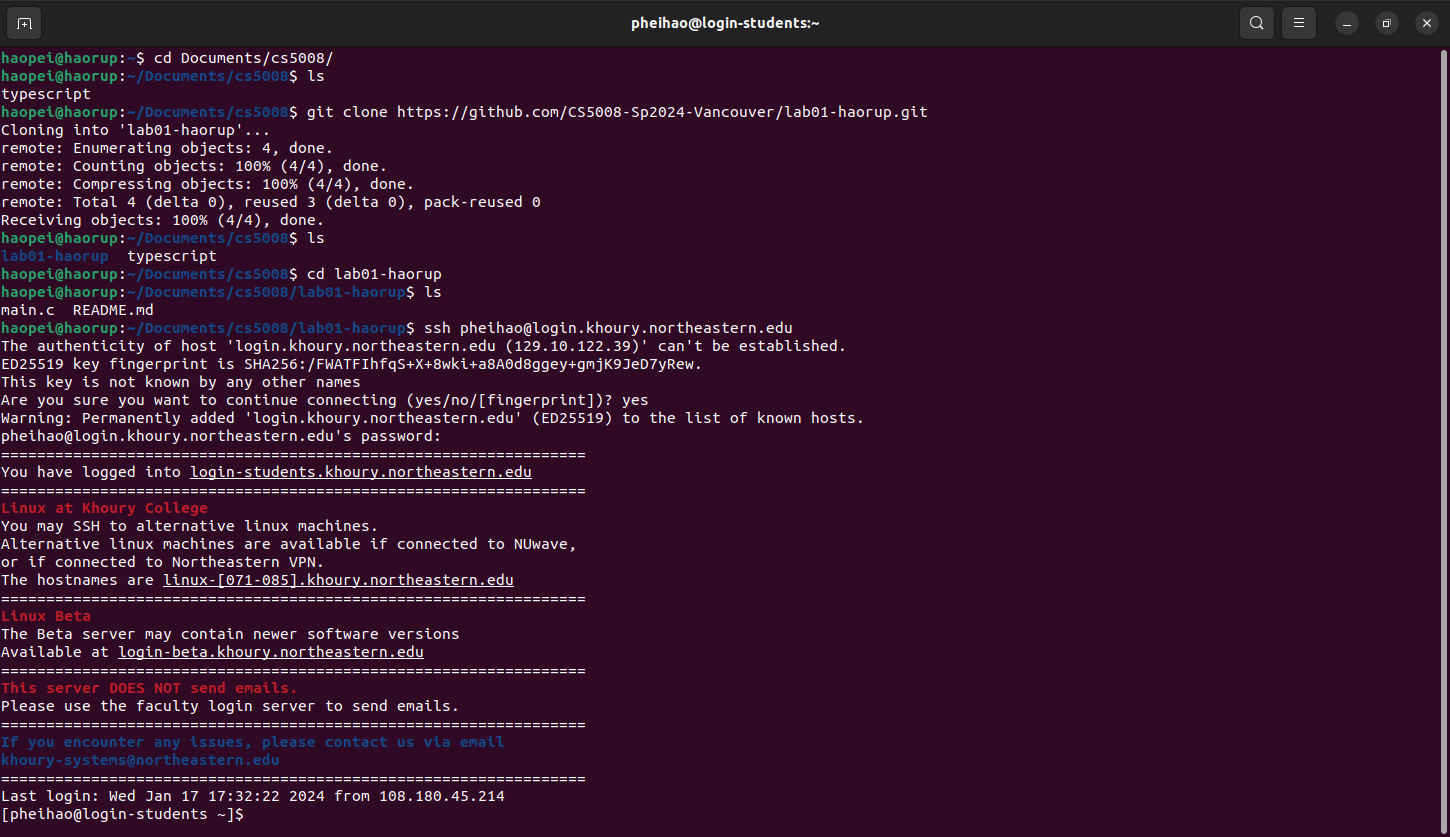 pheihao@login-students:~
haopei@haorup:~$ cd Documents/cs5008/
haopei@haorup:~/Documents/cs5008$ ls
typescript
haopei@haorup:~/Documents/cs5008$ git clone https://github.com/CS5008-Sp2024-Vancouver/lab01-haorup.git
Cloning into 'lab01-haorup'...
remote: Enumerating objects: 4, done.
remote: Counting objects: 100% (4/4), done.
remote: Compressing objects: 100% (4/4), done.
remote: Total 4 (delta 0), reused 3 (delta 0), pack-reused 0
Receiving objects: 100% (4/4), done.
haopei@haorup:~/Documents/cs5008$ ls
lab01-haorup  typescript
haopei@haorup:~/Documents/cs5008$ cd lab01-haorup
haopei@haorup:~/Documents/cs5008/lab01-haorup$ ls
main.c  README.md
haopei@haorup:~/Documents/cs5008/lab01-haorup$ ssh pheihao@login.khoury.northeastern.edu
The authenticity of host 'login.khoury.northeastern.edu (129.10.122.39)' can't be established.
ED25519 key fingerprint is SHA256:/FWATFIhfqS+X+8wki+a8A0d8ggey+gmjK9JeD7yRew.
This key is not known by any other names
Are you sure you want to continue connecting (yes/no/[fingerprint])? yes
Warning: Permanently added 'login.khoury.northeastern.edu' (ED25519) to the list of known hosts.
pheihao@login.khoury.northeastern.edu's password:
=================================================================
You have logged into login-students.khoury.northeastern.edu
=================================================================
Linux at Khoury College
You may SSH to alternative linux machines.
Alternative linux machines are available if connected to NUwave,
or if connected to Northeastern VPN.
The hostnames are linux-[071-085].khoury.northeastern.edu
=================================================================
Linux Beta
The Beta server may contain newer software versions
Available at login-beta.khoury.northeastern.edu
=================================================================
This server DOES NOT send emails.
Please use the faculty login server to send emails.
=================================================================
If you encounter any issues, please contact us via email
khoury-systems@northeastern.edu
=================================================================
Last login: Wed Jan 17 17:32:22 2024 from 108.180.45.214
[pheihao@login-students ~]$